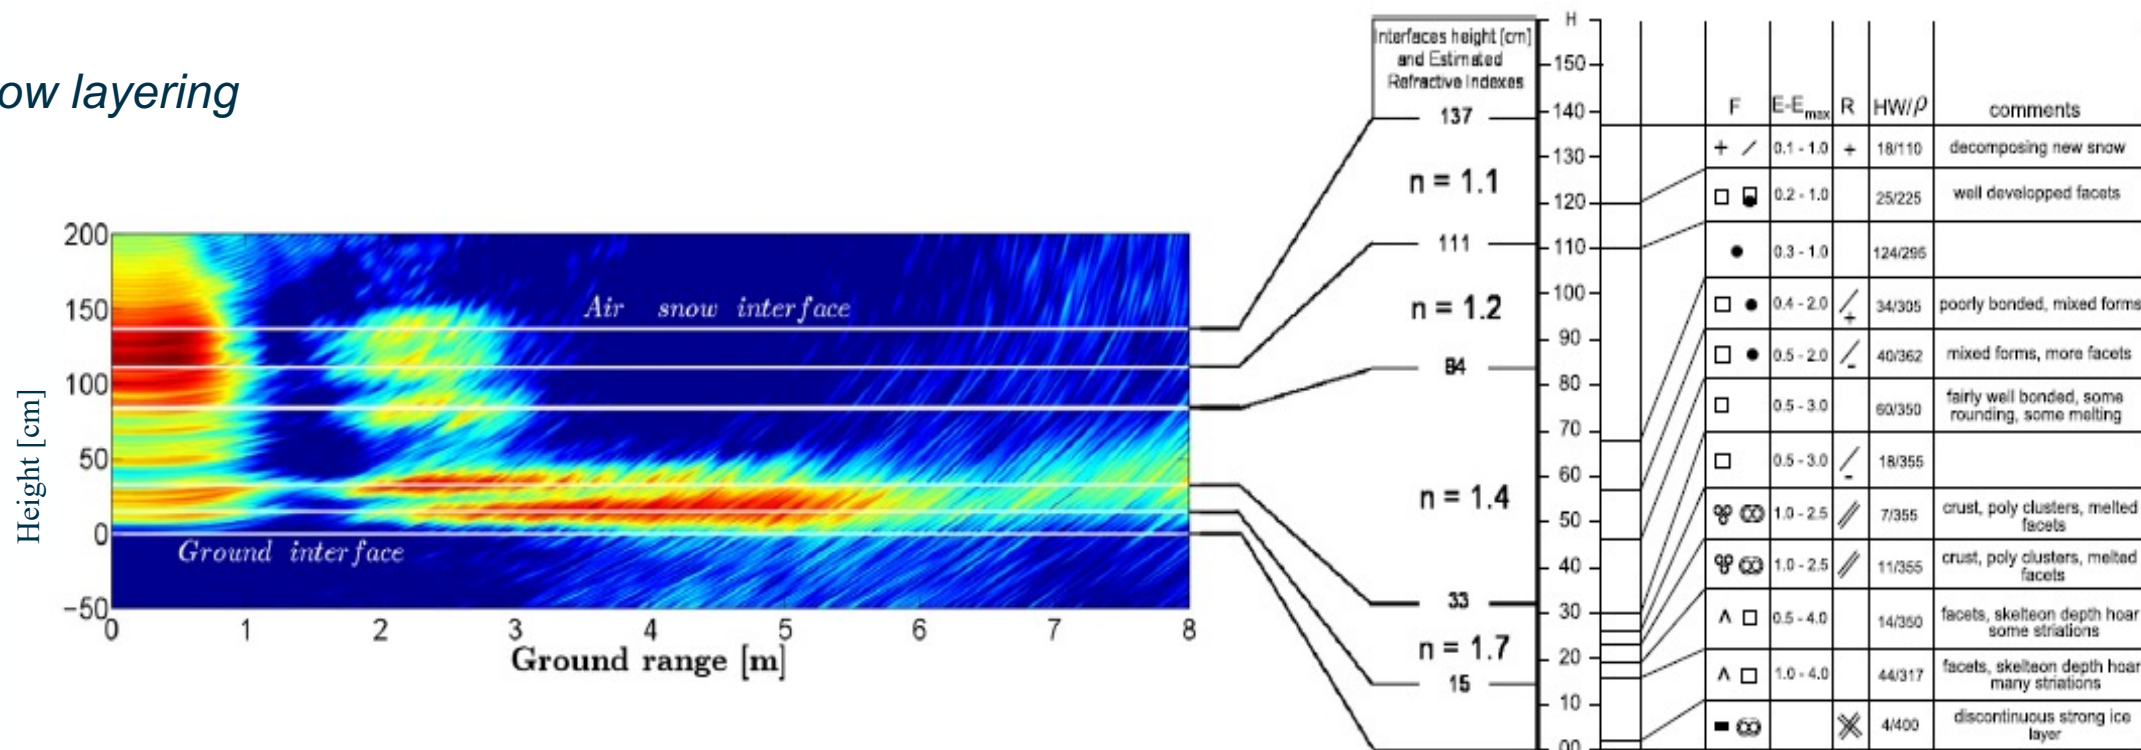 ow layering
200
150
100
50
0
−50
Height [cm]
Air snow interface
Ground interface
0 1 2 3 4 5 6 7 8
Ground range [m]
Interfaces height [cm]
and Estimated
Refractive Indexes
137
n = 1.1
111
n = 1.2
84
n = 1.4
33
n = 1.7
15
H
150
140
130
120
110
100
90
80
70
60
50
40
30
20
10
00
F E-Emax R HW/ρ comments
+ / 0.1 - 1.0 + 18/110 decomposing new snow
0.2 - 1.0 25/225 well developped facets
0.3 - 1.0 124/295
0.4 - 2.0 / + 34/305 poorly bonded, mixed forms
0.5 - 2.0 / - 40/362 mixed forms, more facets
0.5 - 3.0 60/350 fairly well bonded, some
rounding, some melting
0.5 - 3.0 / - 18/355
1.0 - 2.5 // 7/355 crust, poly clusters, melted
facets
1.0 - 2.5 // 11/355 crust, poly clusters, melted
facets
∧ □ 0.5 - 4.0 14/350 facets, skelteon depth hoar
some striations
∧ □ 1.0 - 4.0 44/317 facets, skelteon depth hoar
many striations
4/400 discontinuous strong ice
layer